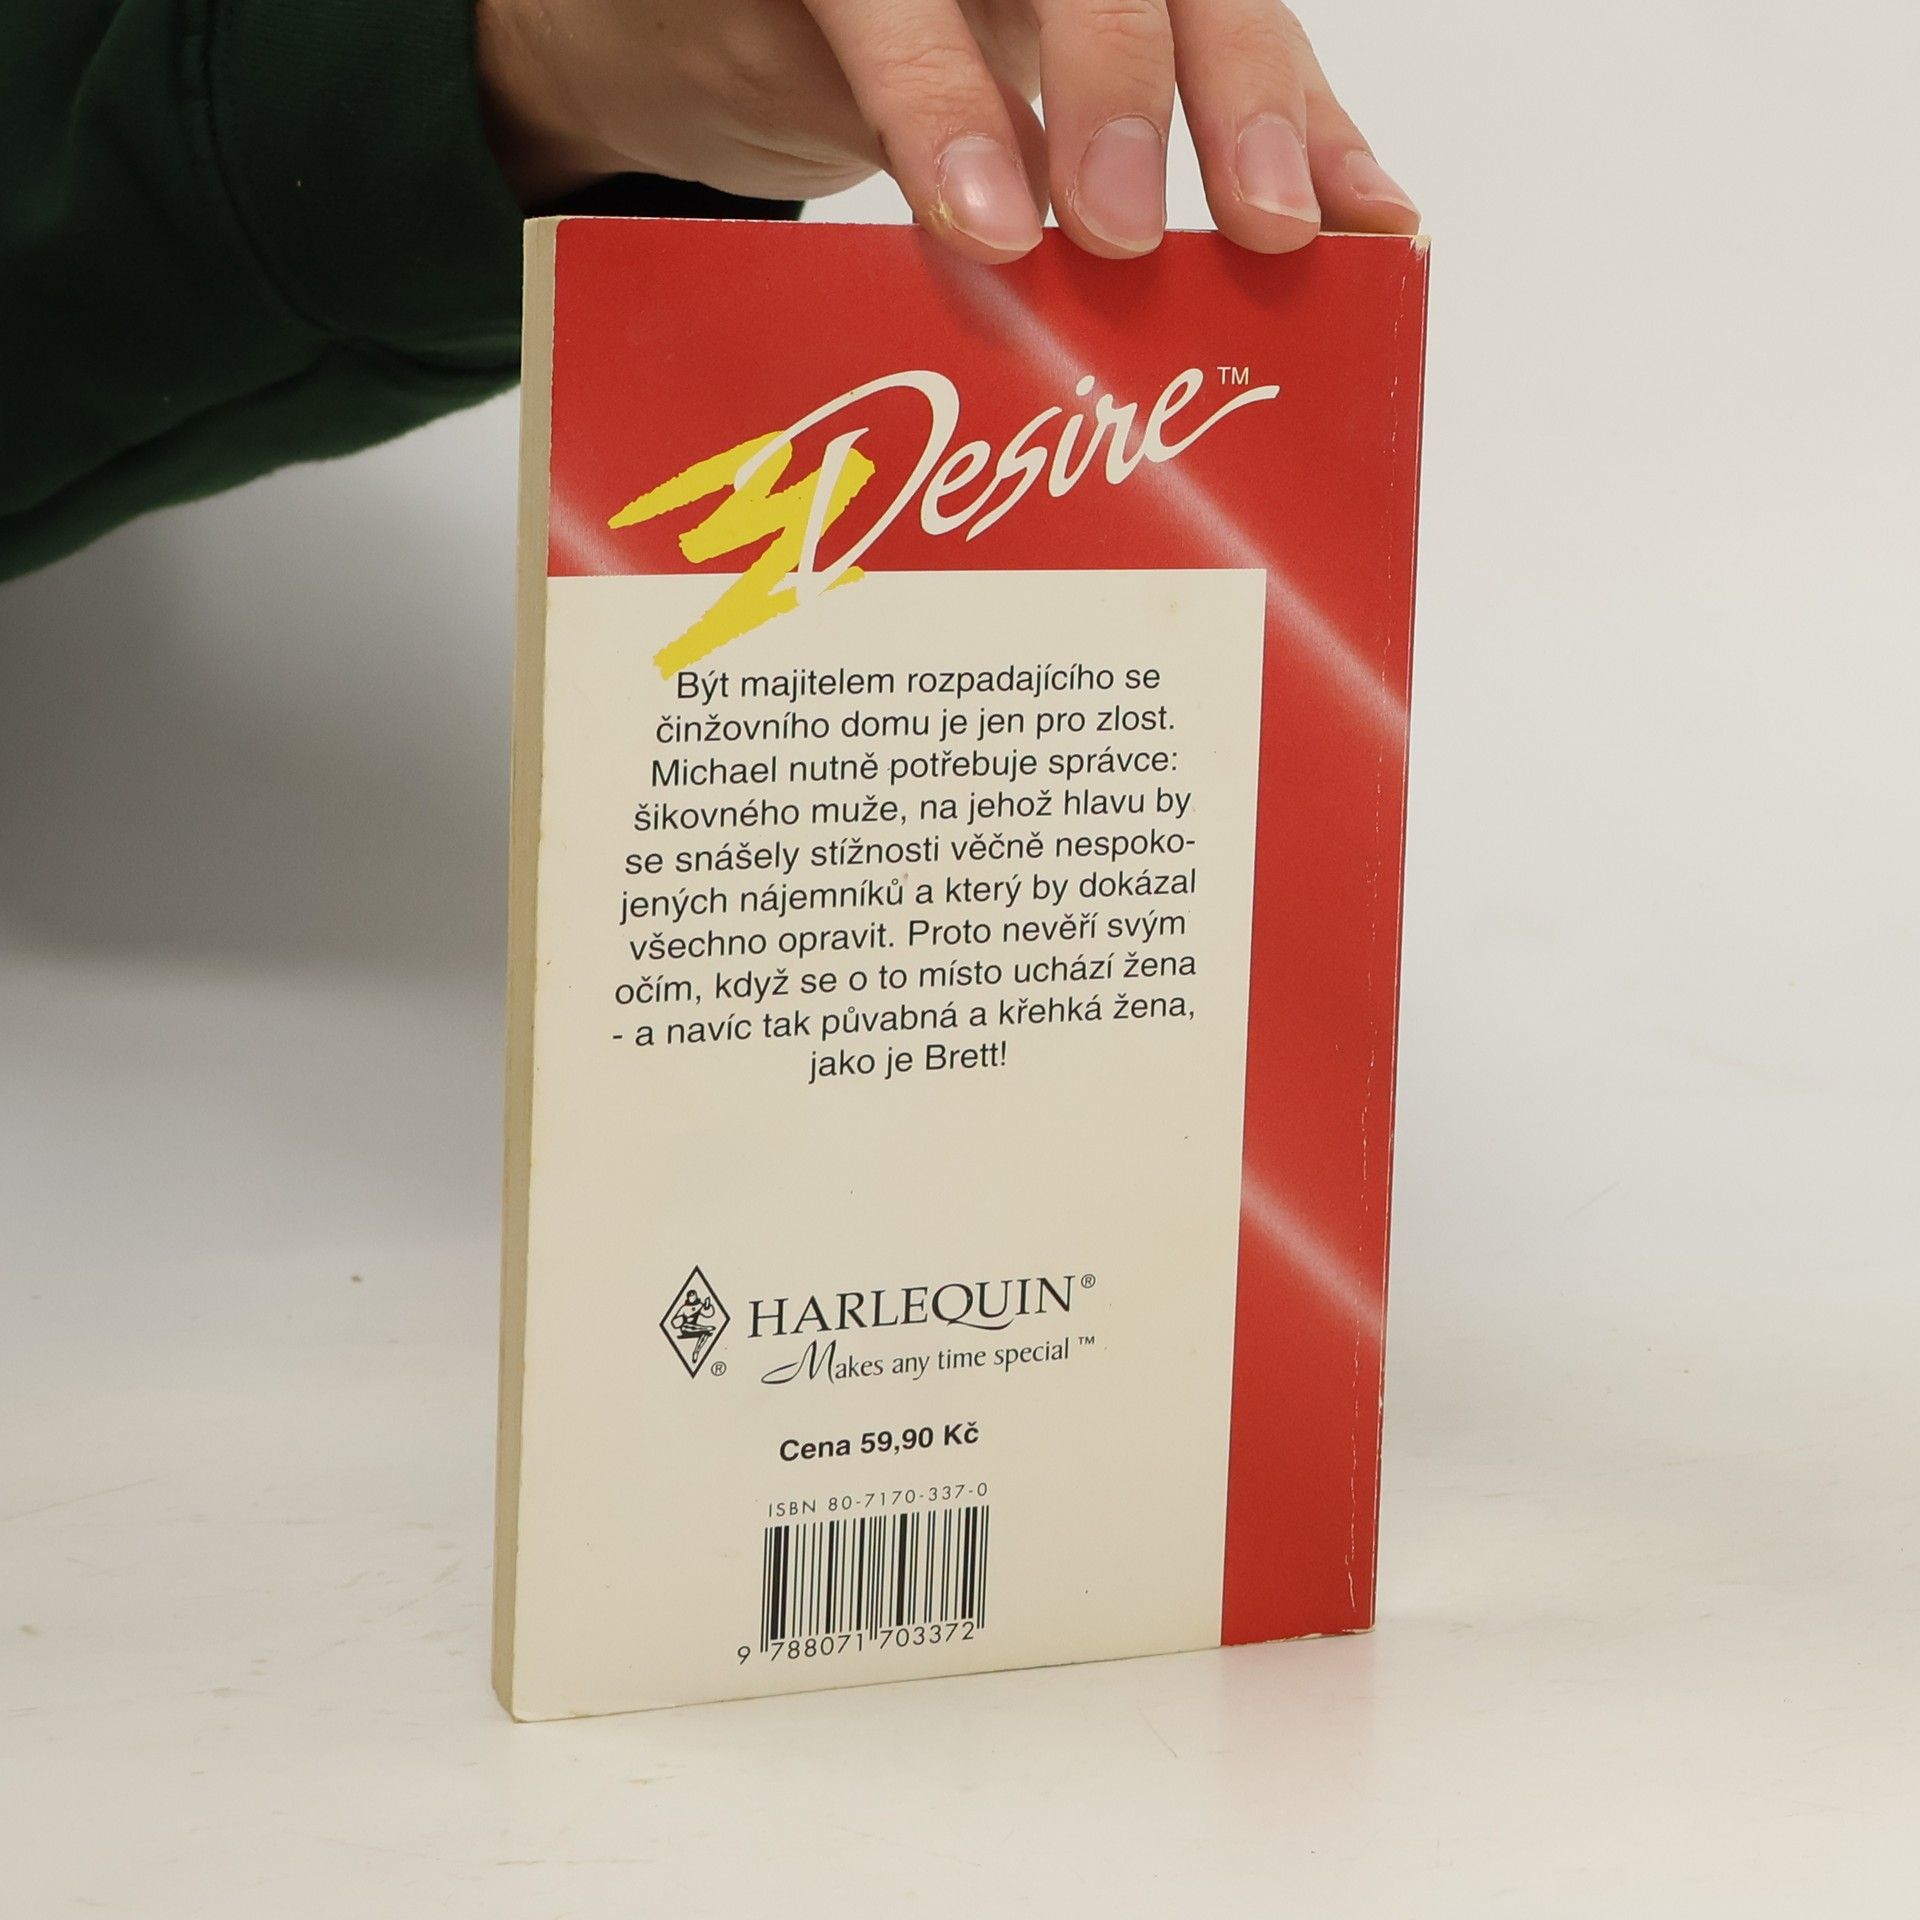 Desire™
Být majitelem rozpadajícího se
činžovního domu je jen pro zlost.
Michael nutně potřebuje správce:
šikovného muže, na jehož hlavu by
se snášely stížnosti věčně nespoko-
jených nájemníků a který by dokázal
všechno opravit. Proto nevěří svým
očím, když se o to místo uchází žena
- a navíc tak půvabná a křehká žena,
jako je Brett!
HARLEQUIN®
®
Makes any time special™
Cena 59,90 Kč
ISBN 80-7170-337-0
9 788071 703372